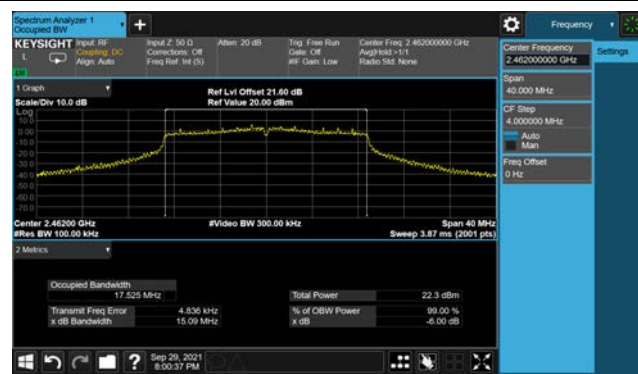 Spectrum Analyzer 1
Occupied BW
Frequency
KEYSIGHT
L
Input: RF
Coupling: DC
Align: Auto
Input Z: 50 Ω
Corrections: Off
Freq Ref: Int (S)
Atten: 20 dB
Trig: Free Run
Gate: Off
#IF Gain: Low
Center Freq: 2.462000000 GHz
Avg|Hold:>1/1
Radio Std: None
Center Frequency
2.462000000 GHz
Settings
Span
40.000 MHz
CF Step
4.000000 MHz
Auto
Man
Freq Offset
0 Hz
1 Graph
Scale/Div 10.0 dB
Ref Lvl Offset 21.60 dB
Ref Value 20.00 dBm
Log
10.0
0.00
-10.0
-20.0
-30.0
-40.0
-50.0
-60.0
-70.0
Center 2.46200 GHz
#Res BW 100.00 kHz
#Video BW 300.00 kHz
Span 40 MHz
Sweep 3.87 ms (2001 pts)
2 Metrics
Occupied Bandwidth
17.525 MHz
Total Power 22.3 dBm
Transmit Freq Error 4.836 kHz
% of OBW Power 99.00 %
x dB Bandwidth 15.09 MHz
x dB -6.00 dB
?
Sep 29, 2021
8:00:37 PM